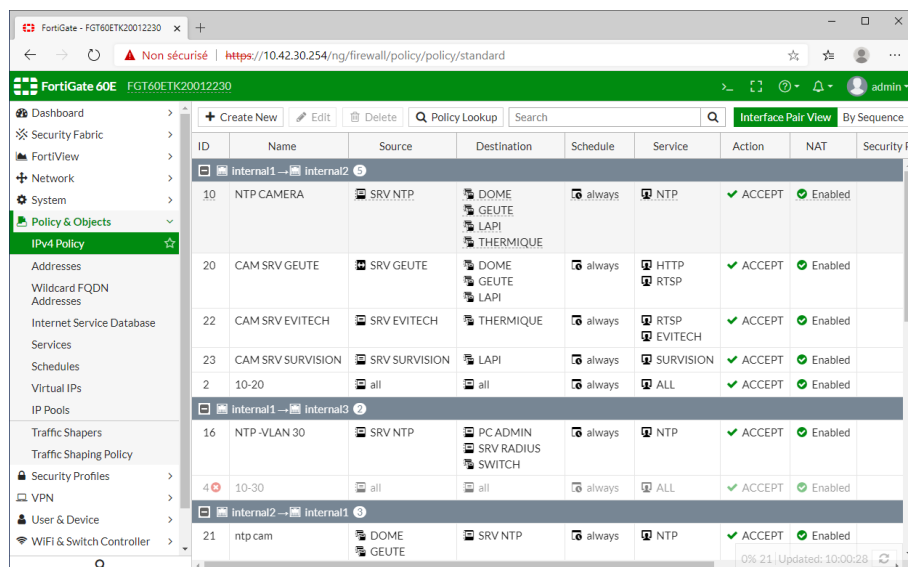 FortiGate - FGT60ETK20012230
Non sécurisé | https://10.42.30.254/ng/firewall/policy/policy/standard
FortiGate 60E FGT60ETK20012230 >_ admin
Dashboard
Security Fabric
FortiView
Network
System
Policy & Objects
IPv4 Policy
Addresses
Wildcard FQDN
Addresses
Internet Service Database
Services
Schedules
Virtual IPs
IP Pools
Traffic Shapers
Traffic Shaping Policy
Security Profiles
VPN
User & Device
WiFi & Switch Controller
+ Create New Edit Delete Policy Lookup Search Interface Pair View By Sequence
ID Name Source Destination Schedule Service Action NAT Security
internal1 → internal2 5
10 NTP CAMERA SRV NTP DOME always NTP ACCEPT Enabled
GEUTE
LAPI
THERMIQUE
20 CAM SRV GEUTE SRV GEUTE DOME always HTTP ACCEPT Enabled
GEUTE RTSP
LAPI
22 CAM SRV EVITECH SRV EVITECH THERMIQUE always RTSP ACCEPT Enabled
EVITECH
23 CAM SRV SURVISION SRV SURVISION LAPI always SURVISION ACCEPT Enabled
2 10-20 all all always ALL ACCEPT Enabled
internal1 → internal3 2
16 NTP -VLAN 30 SRV NTP PC ADMIN always NTP ACCEPT Enabled
SRV RADIUS
SWITCH
4 10-30 all all always ALL ACCEPT Enabled
internal2 → internal1 3
21 ntp cam DOME SRV NTP always NTP ACCEPT Enabled
GEUTE
0% 21 Updated: 10:00:28